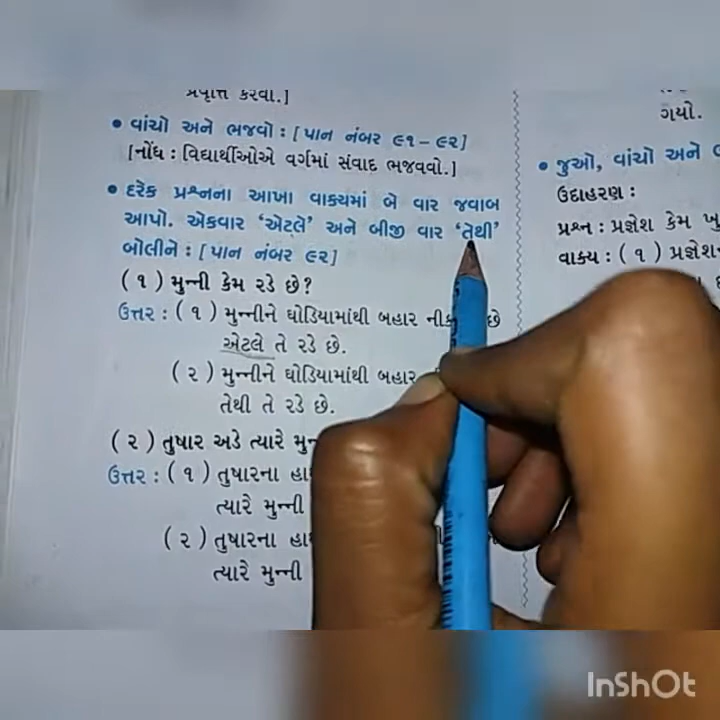 પ્રવૃત્ત કરવા.]
• વાંચો અને ભજવો : [ પાન નંબર ૯૧ – ૯૨ ]
[નોંધ : વિદ્યાર્થીઓએ વર્ગમાં સંવાદ ભજવવો.]
• દરેક પ્રશ્નના આખા વાક્યમાં બે વાર જવાબ
આપો. એકવાર ‘એટલે’ અને બીજી વાર ‘તેથી’
બોલીને : [ પાન નંબર ૯૨ ]
( ૧ ) મુન્ની કેમ રડે છે?
ઉત્તર : ( ૧ ) મુન્નીને ઘોડિયામાંથી બહાર છે
એટલે તે રડે છે.
( ૨ ) મુન્નીને ઘોડિયામાંથી બહાર
તેથી તે રડે છે.
( ૨ ) તુષાર અડે ત્યારે
ઉત્તર : ( ૧ ) તુષારના
ત્યારે મુન્ની
( ૨ ) તુષારના
ત્યારે મુન્ની
ગયો.
• જુઓ, વાંચો અને
ઉદાહરણ :
પ્રશ્ન : પ્રજ્ઞેશ કેમ
વાક્ય : ( ૧ )
InShOt